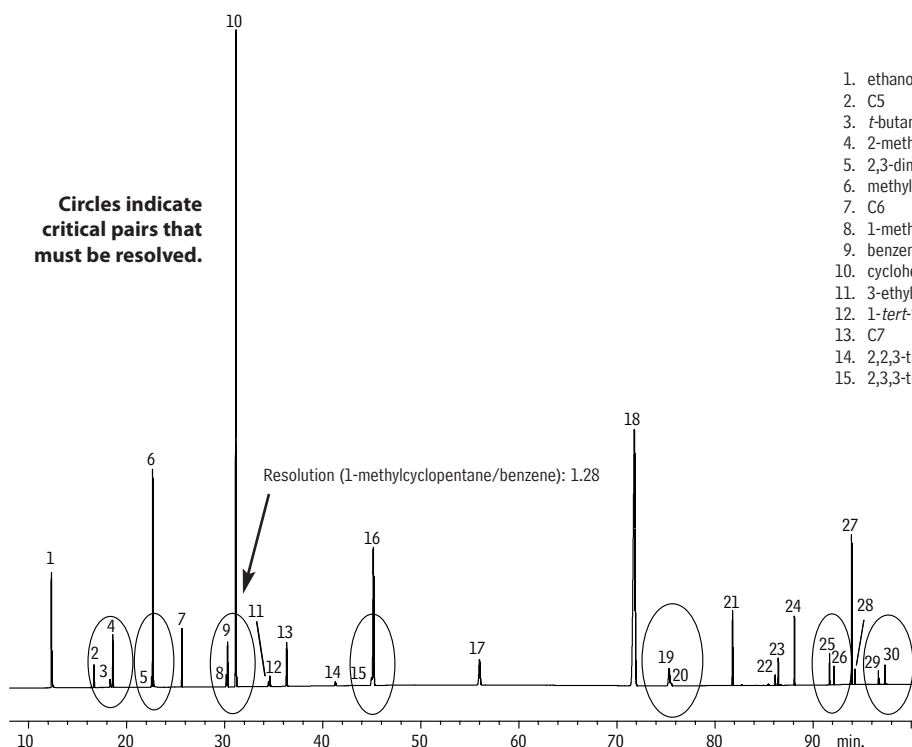 10
1. ethano
2. C5
3. t-butan
4. 2-meth
5. 2,3-din
6. methyl
7. C6
8. 1-meth
9. benzen
10. cyclohe
11. 3-ethyl
12. 1-tert-
13. C7
14. 2,2,3-t
15. 2,3,3-t
Circles indicate
critical pairs that
must be resolved.
18
6
Resolution (1-methylcyclopentane/benzene): 1.28
1
16
27
2
3
4
5
7
8
9
11
12
13
14
15
17
19
20
21
22
23
24
25
26
28
29
30
10 20 30 40 50 60 70 80 90 min.